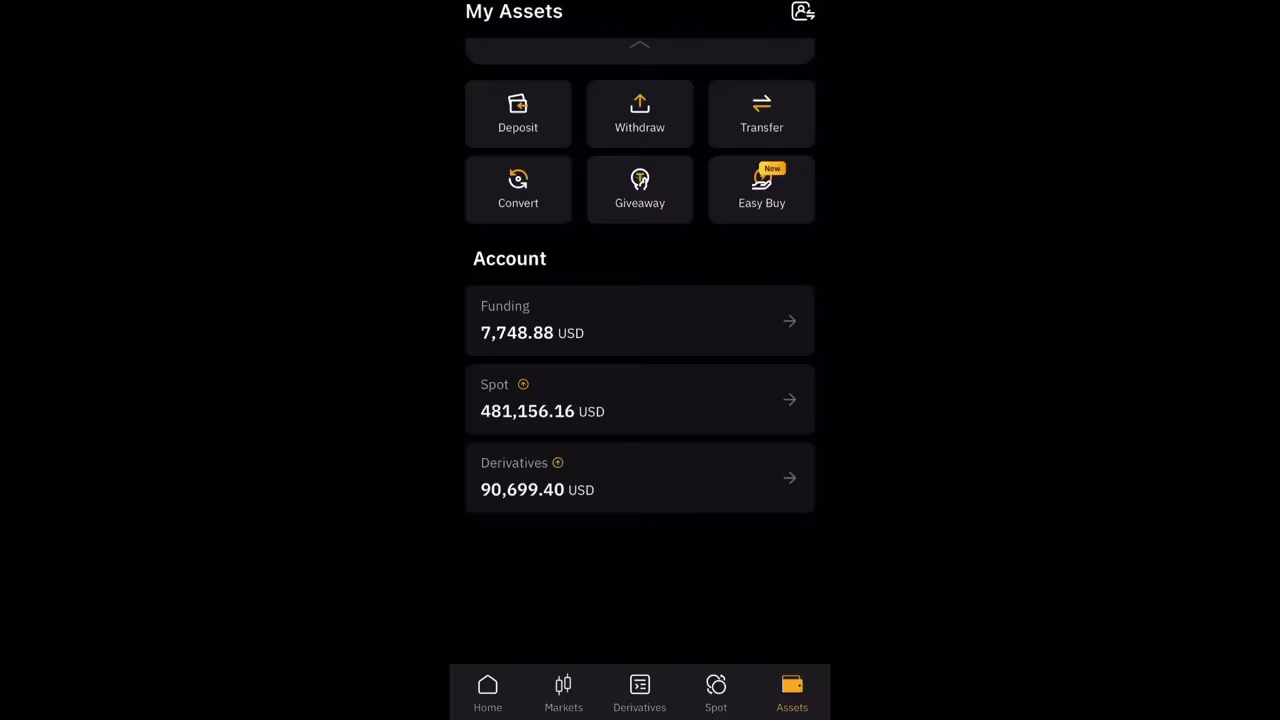 My Assets
Deposit
Withdraw
Transfer
New
Convert
Giveaway
Easy Buy
Account
Funding
7,748.88 USD
Spot
481,156.16 USD
Derivatives
90,699.40 USD
Home
Markets
Derivatives
Spot
Assets